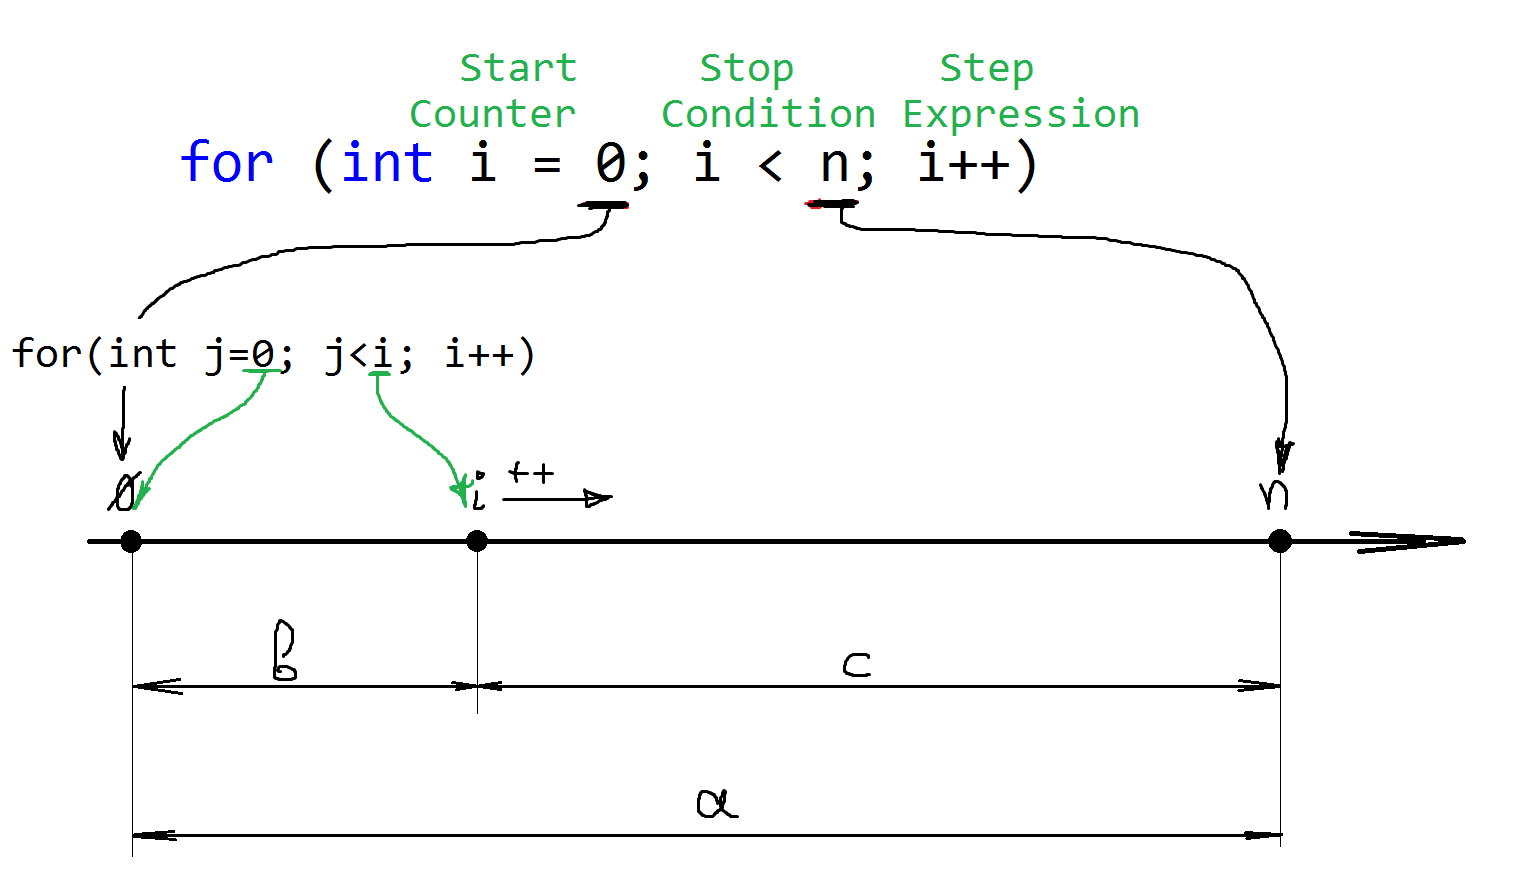 Start Stop Step
Counter Condition Expression
for (int i = 0; i < n; i++)
for(int j=0; j<i; i++)
0 i ++ n
β c
α